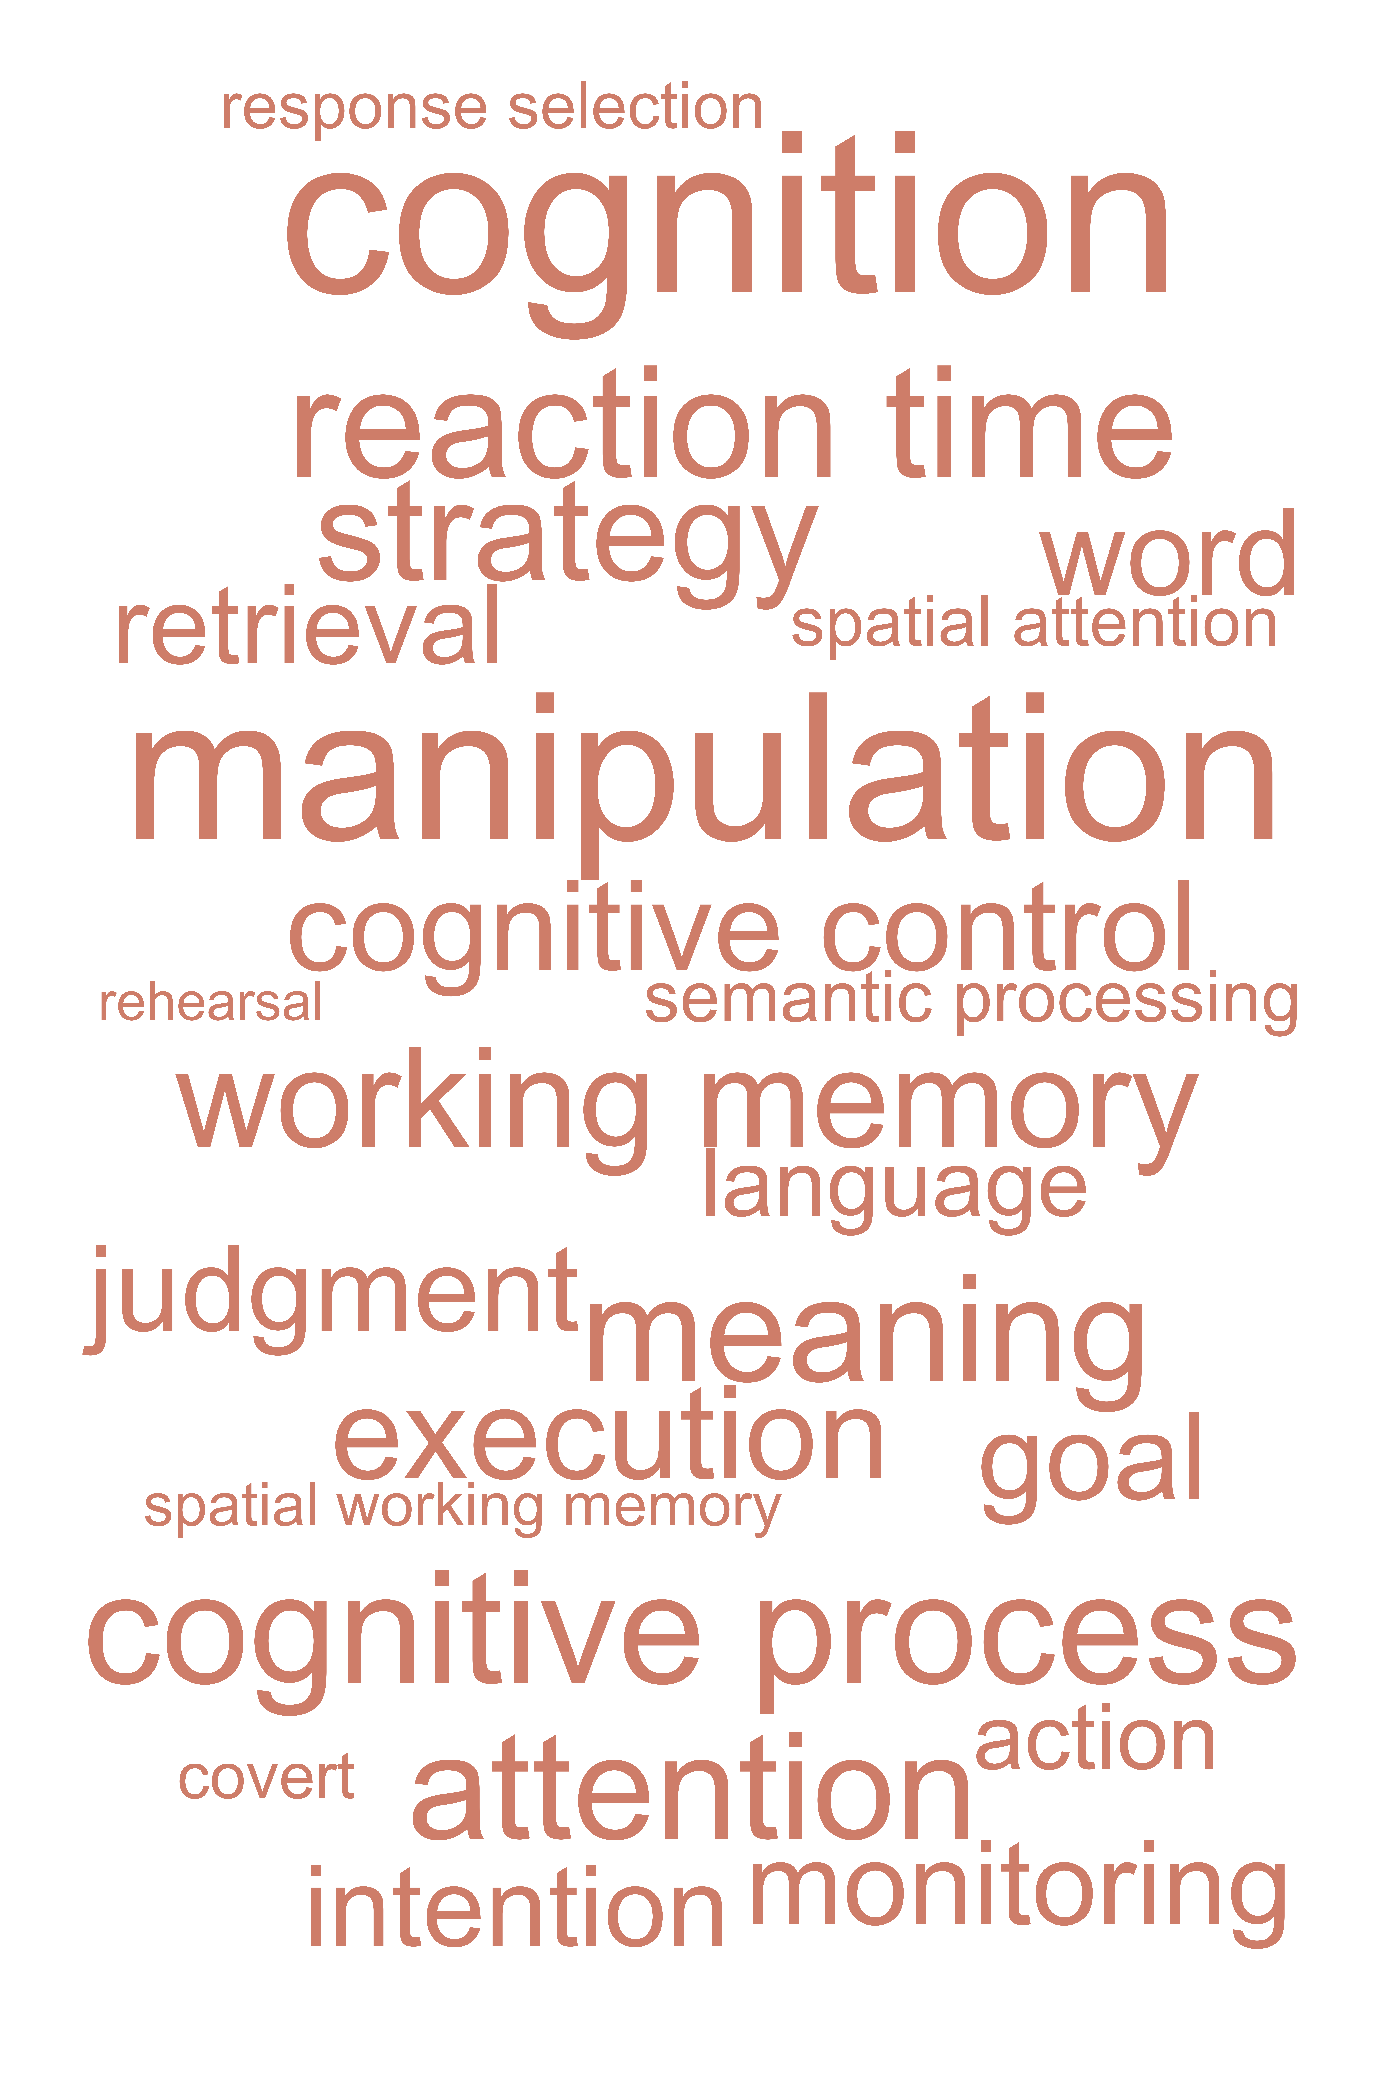 response selection
cognition
reaction time
strategy
word
retrieval
spatial attention
manipulation
cognitive control
rehearsal
semantic processing
working memory
language
judgment
meaning
execution
goal
spatial working memory
cognitive process
action
covert
attention
intention
monitoring